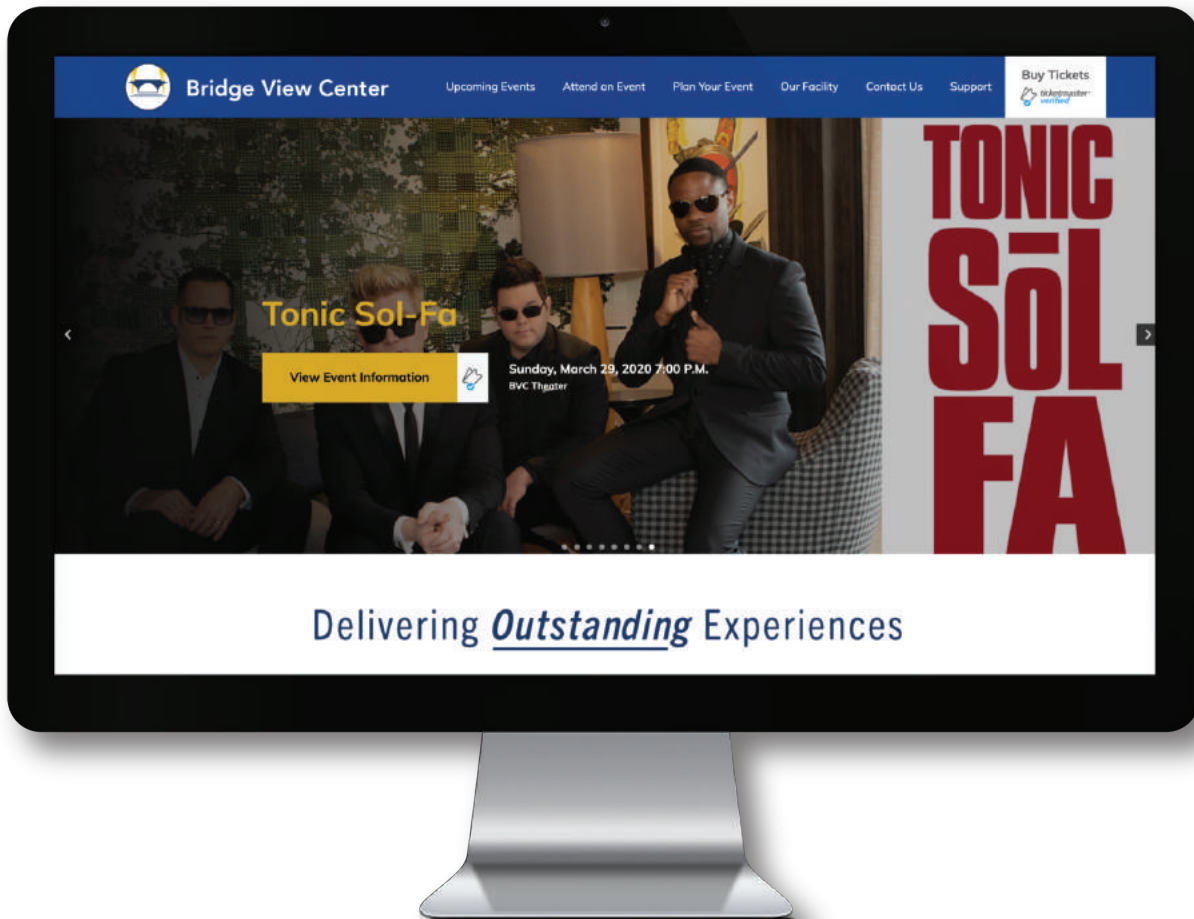 Bridge View Center
Upcoming Events
Attend an Event
Plan Your Event
Our Facility
Contact Us
Support
Buy Tickets
ticketmaster
verified
TONIC
SŌL
FA
Tonic Sol-Fa
View Event Information
Sunday, March 29, 2020 7:00 P.M.
BVC Theater
Delivering Outstanding Experiences